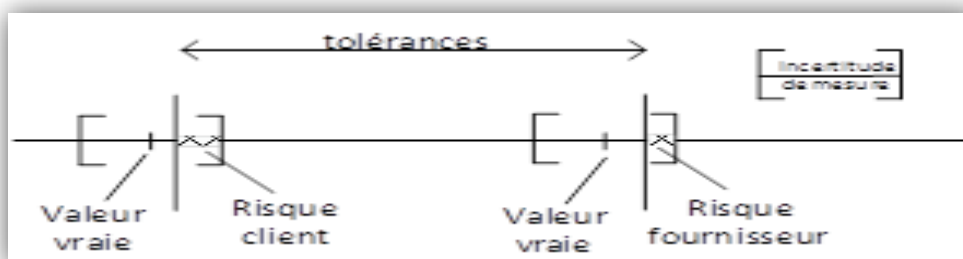 tolérances
Incertitude
de mesure
Valeur
vraie
Risque
client
Valeur
vraie
Risque
fournisseur